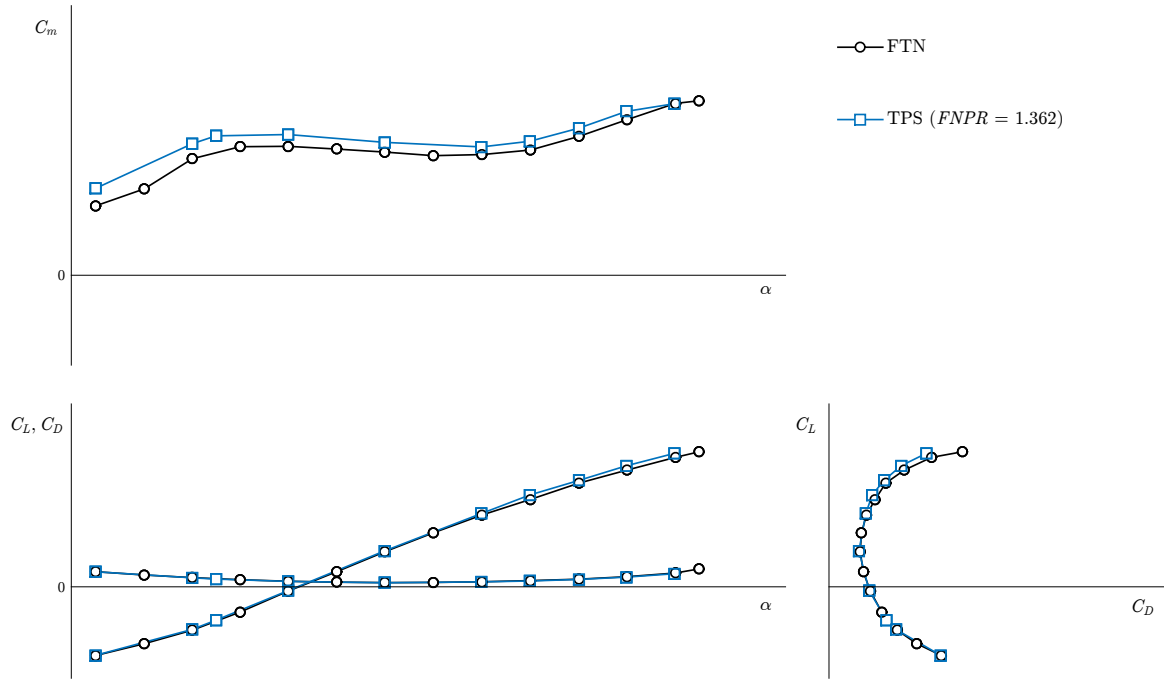 C_m
FTN
TPS (FNPR = 1.362)
0
α
C_L, C_D
0
α
C_L
C_D